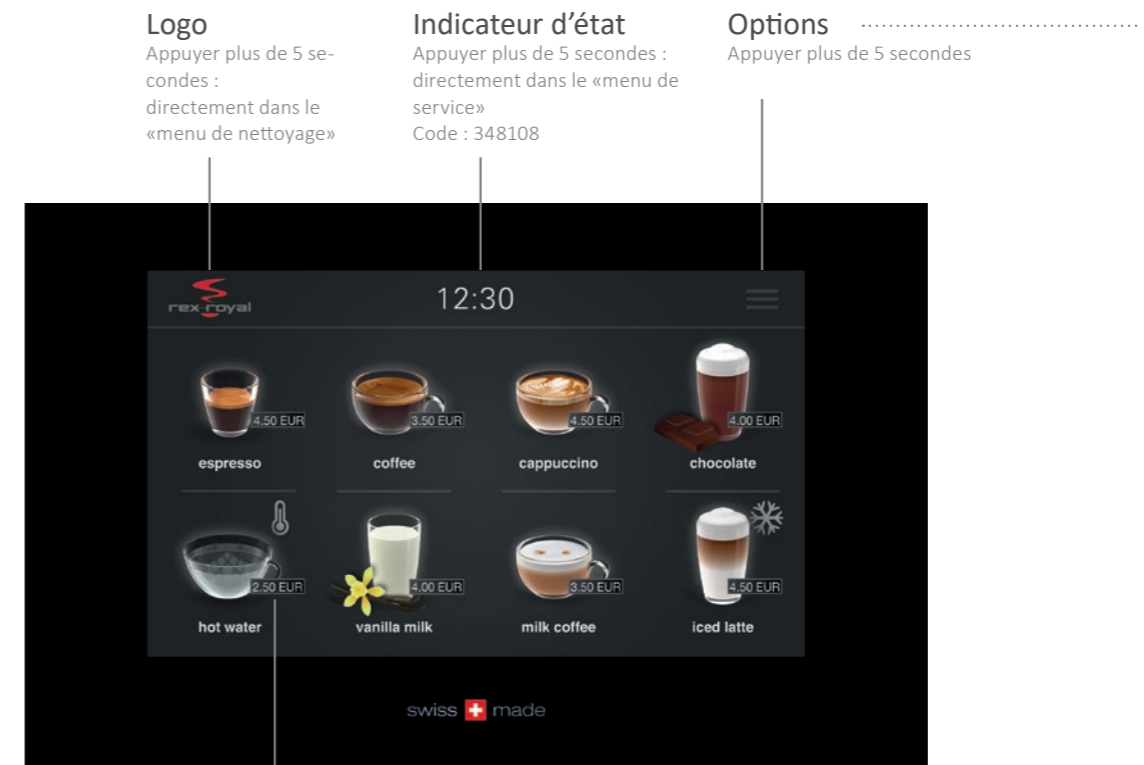 Logo
Appuyer plus de 5 se-
condes :
directement dans le
«menu de nettoyage»
Indicateur d’état
Appuyer plus de 5 secondes :
directement dans le «menu de
service»
Code : 348108
Options
Appuyer plus de 5 secondes
rex-royal
12:30
4.50 EUR
3.50 EUR
4.50 EUR
4.00 EUR
espresso
coffee
cappuccino
chocolate
2.50 EUR
4.00 EUR
3.50 EUR
4.50 EUR
hot water
vanilla milk
milk coffee
iced latte
swiss made